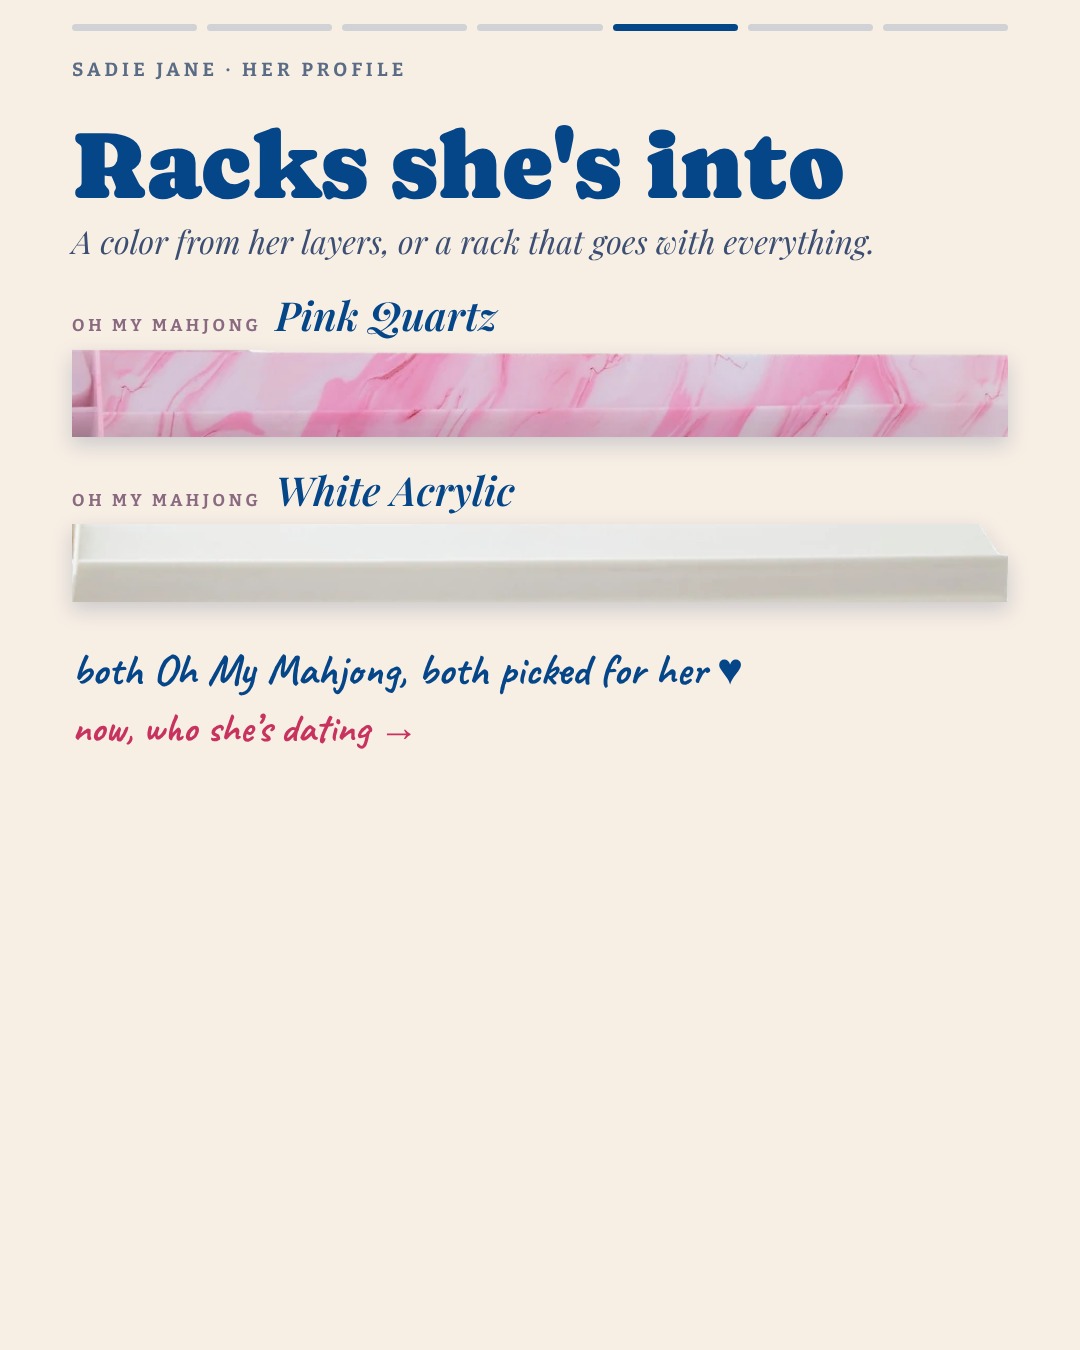 SADIE JANE · HER PROFILE
Racks she's into
A color from her layers, or a rack that goes with everything.
OH MY MAHJONG Pink Quartz
OH MY MAHJONG White Acrylic
both Oh My Mahjong, both picked for her ♥
now, who she’s dating →